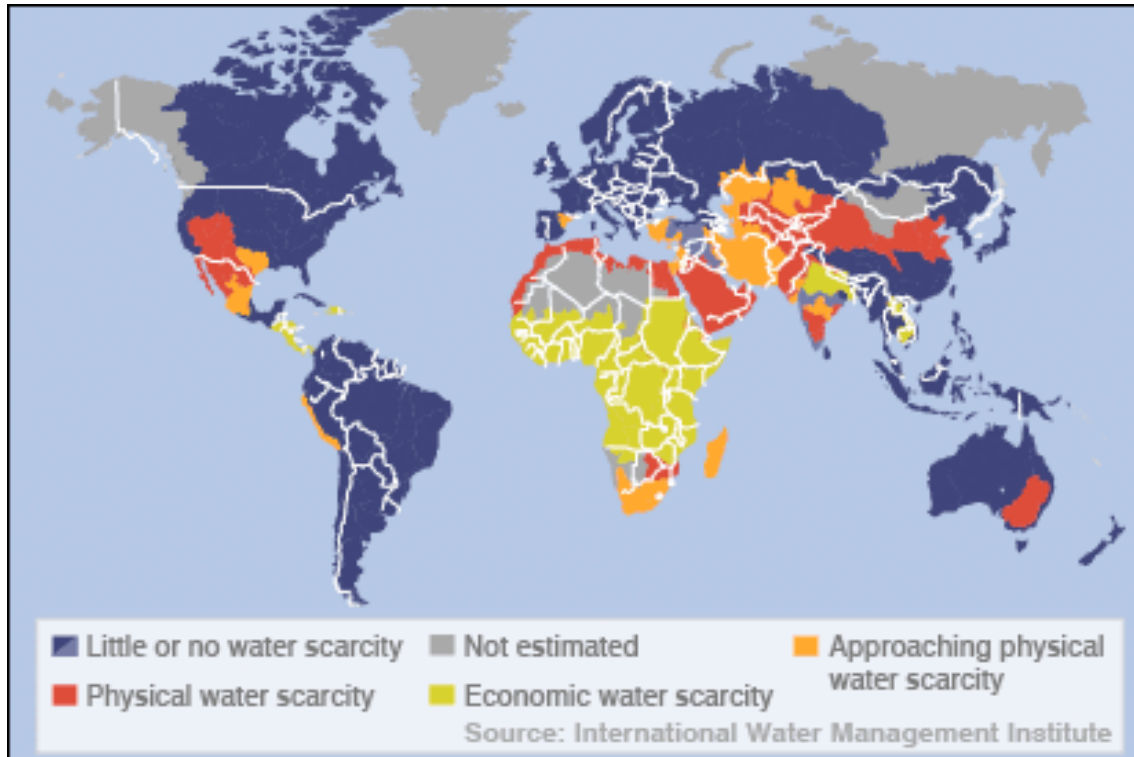 Little or no water scarcity
Not estimated
Approaching physical
water scarcity
Physical water scarcity
Economic water scarcity
Source: International Water Management Institute